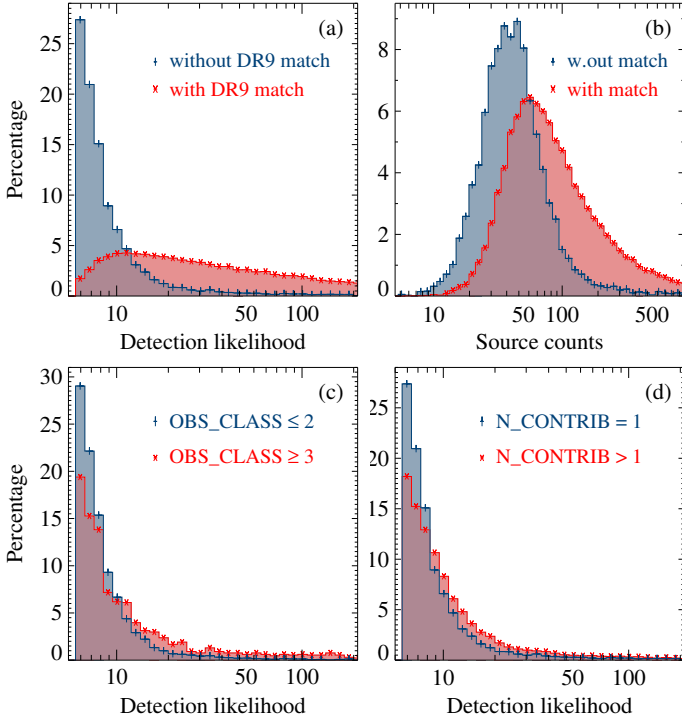 (a)
without DR9 match
with DR9 match
Percentage
25
20
15
10
5
0
10
50
100
Detection likelihood
(b)
w.out match
with match
8
6
4
2
0
10
50
100
500
Source counts
(c)
OBS_CLASS ≤ 2
OBS_CLASS ≥ 3
Percentage
30
25
20
15
10
5
0
10
50
100
Detection likelihood
(d)
N_CONTRIB = 1
N_CONTRIB > 1
25
20
15
10
5
0
10
50
100
Detection likelihood